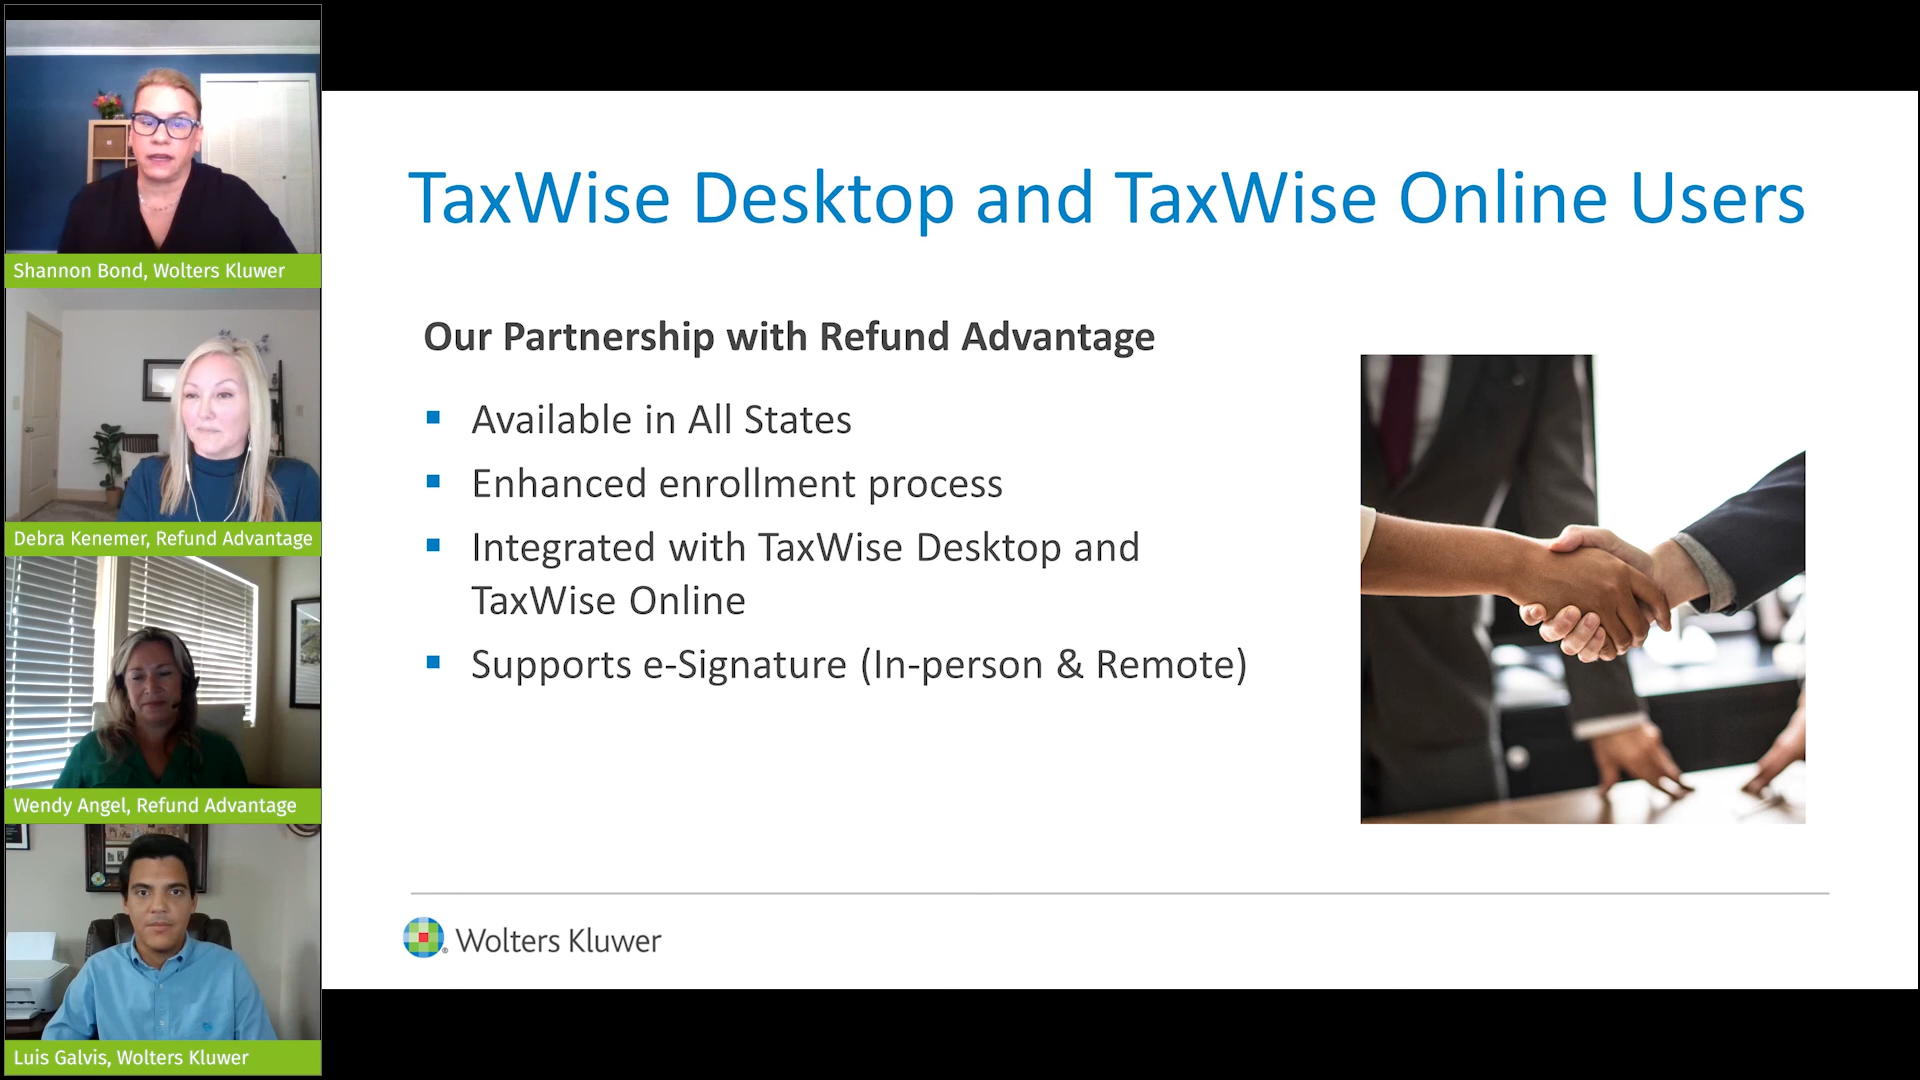 Shannon Bond, Wolters Kluwer
Debra Kenemer, Refund Advantage
Wendy Angel, Refund Advantage
Luis Galvis, Wolters Kluwer
TaxWise Desktop and TaxWise Online Users
Our Partnership with Refund Advantage
▪ Available in All States
▪ Enhanced enrollment process
▪ Integrated with TaxWise Desktop and
TaxWise Online
▪ Supports e-Signature (In-person & Remote)
® Wolters Kluwer